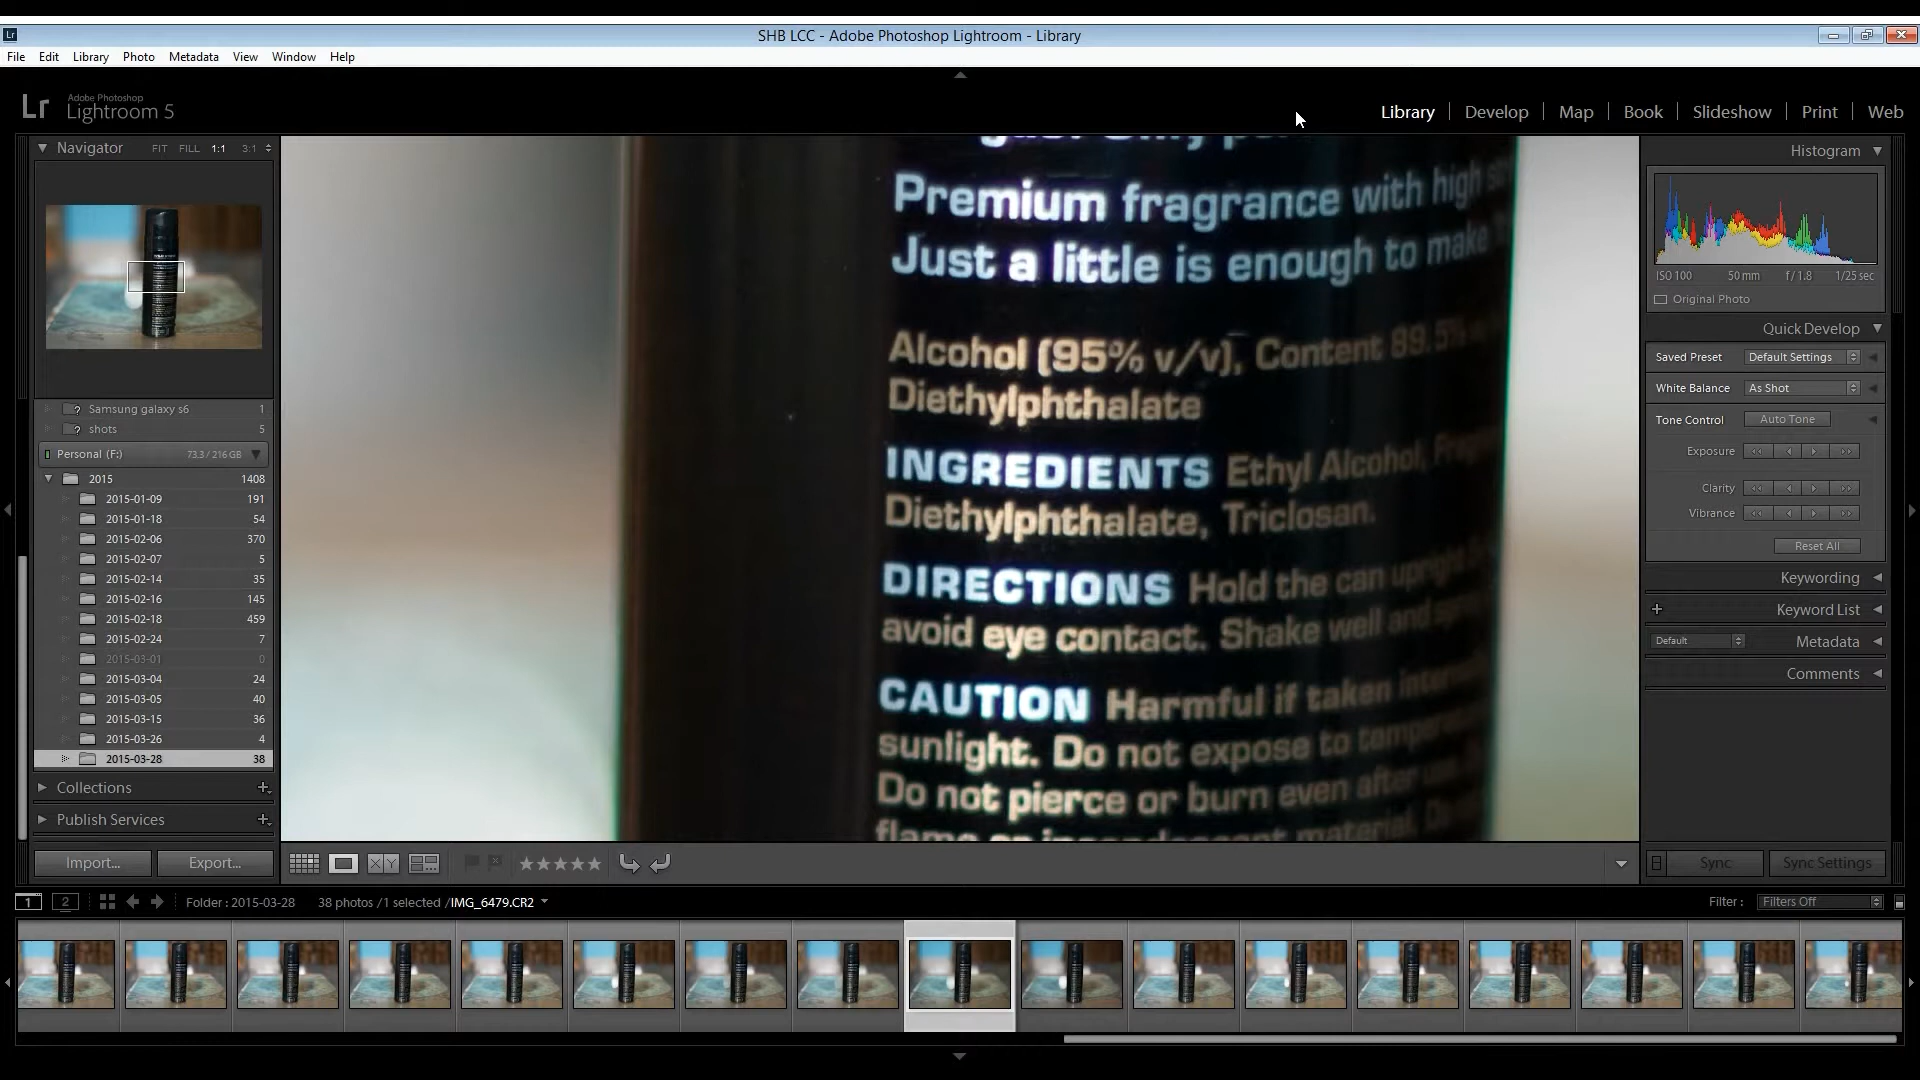 SHB LCC - Adobe Photoshop Lightroom - Library
File Edit Library Photo Metadata View Window Help
Lr Adobe Photoshop
Lightroom 5
Library Develop Map Book Slideshow Print Web
Navigator FIT FILL 1:1 3:1
Samsung galaxy s6 1
shots 5
Personal (F:) 73.3 / 216 GB
2015 1408
2015-01-09 191
2015-01-18 54
2015-02-06 370
2015-02-07 5
2015-02-14 35
2015-02-16 145
2015-02-18 459
2015-02-24 7
2015-03-01 0
2015-03-04 24
2015-03-05 40
2015-03-15 36
2015-03-26 4
2015-03-28 38
Collections
Publish Services
Import... Export...
Premium fragrance with high
Just a little is enough to make
Alcohol (95% v/v), Content 89.5%
Diethylphthalate
INGREDIENTS Ethyl Alcohol,
Diethylphthalate, Triclosan.
DIRECTIONS Hold the can upright
avoid eye contact. Shake well and
CAUTION Harmful if taken
sunlight. Do not expose to
Do not pierce or burn even after
flame or incandescent material.
Histogram
ISO 100 50 mm f / 1.8 1/25 sec
Original Photo
Quick Develop
Saved Preset Default Settings
White Balance As Shot
Tone Control Auto Tone
Exposure
Clarity
Vibrance
Reset All
Keywording
Keyword List
Default Metadata
Comments
Sync Sync Settings
XY
1 2 Folder : 2015-03-28 38 photos / 1 selected / IMG_6479.CR2 Filter : Filters Off